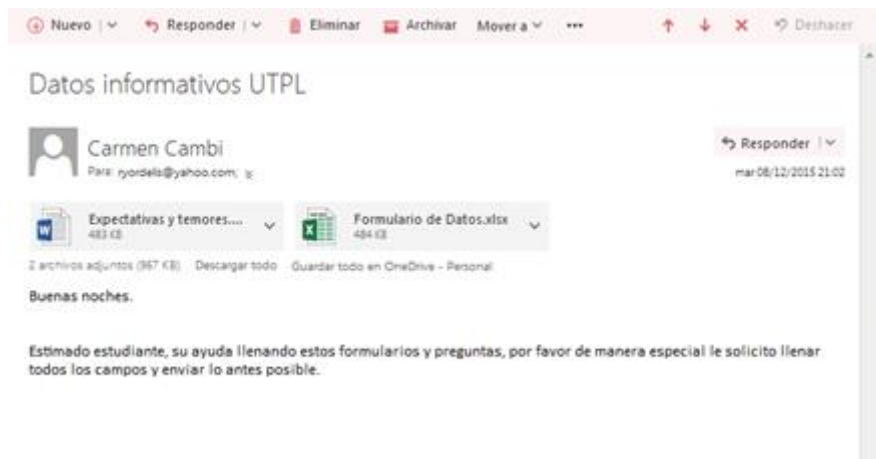 Nuevo Responder Eliminar Archivar Mover a ... Deshacer
Datos informativos UTPL
Carmen Cambi
Responder
Para: ryordelis@yahoo.com;
mar 08/12/2015 21:02
Expectativas y temores....
483 KB
Formulario de Datos.xlsx
484 KB
2 archivos adjuntos (967 KB) Descargar todo Guardar todo en OneDrive - Personal
Buenas noches.
Estimado estudiante, su ayuda llenando estos formularios y preguntas, por favor de manera especial le solicito llenar
todos los campos y enviar lo antes posible.